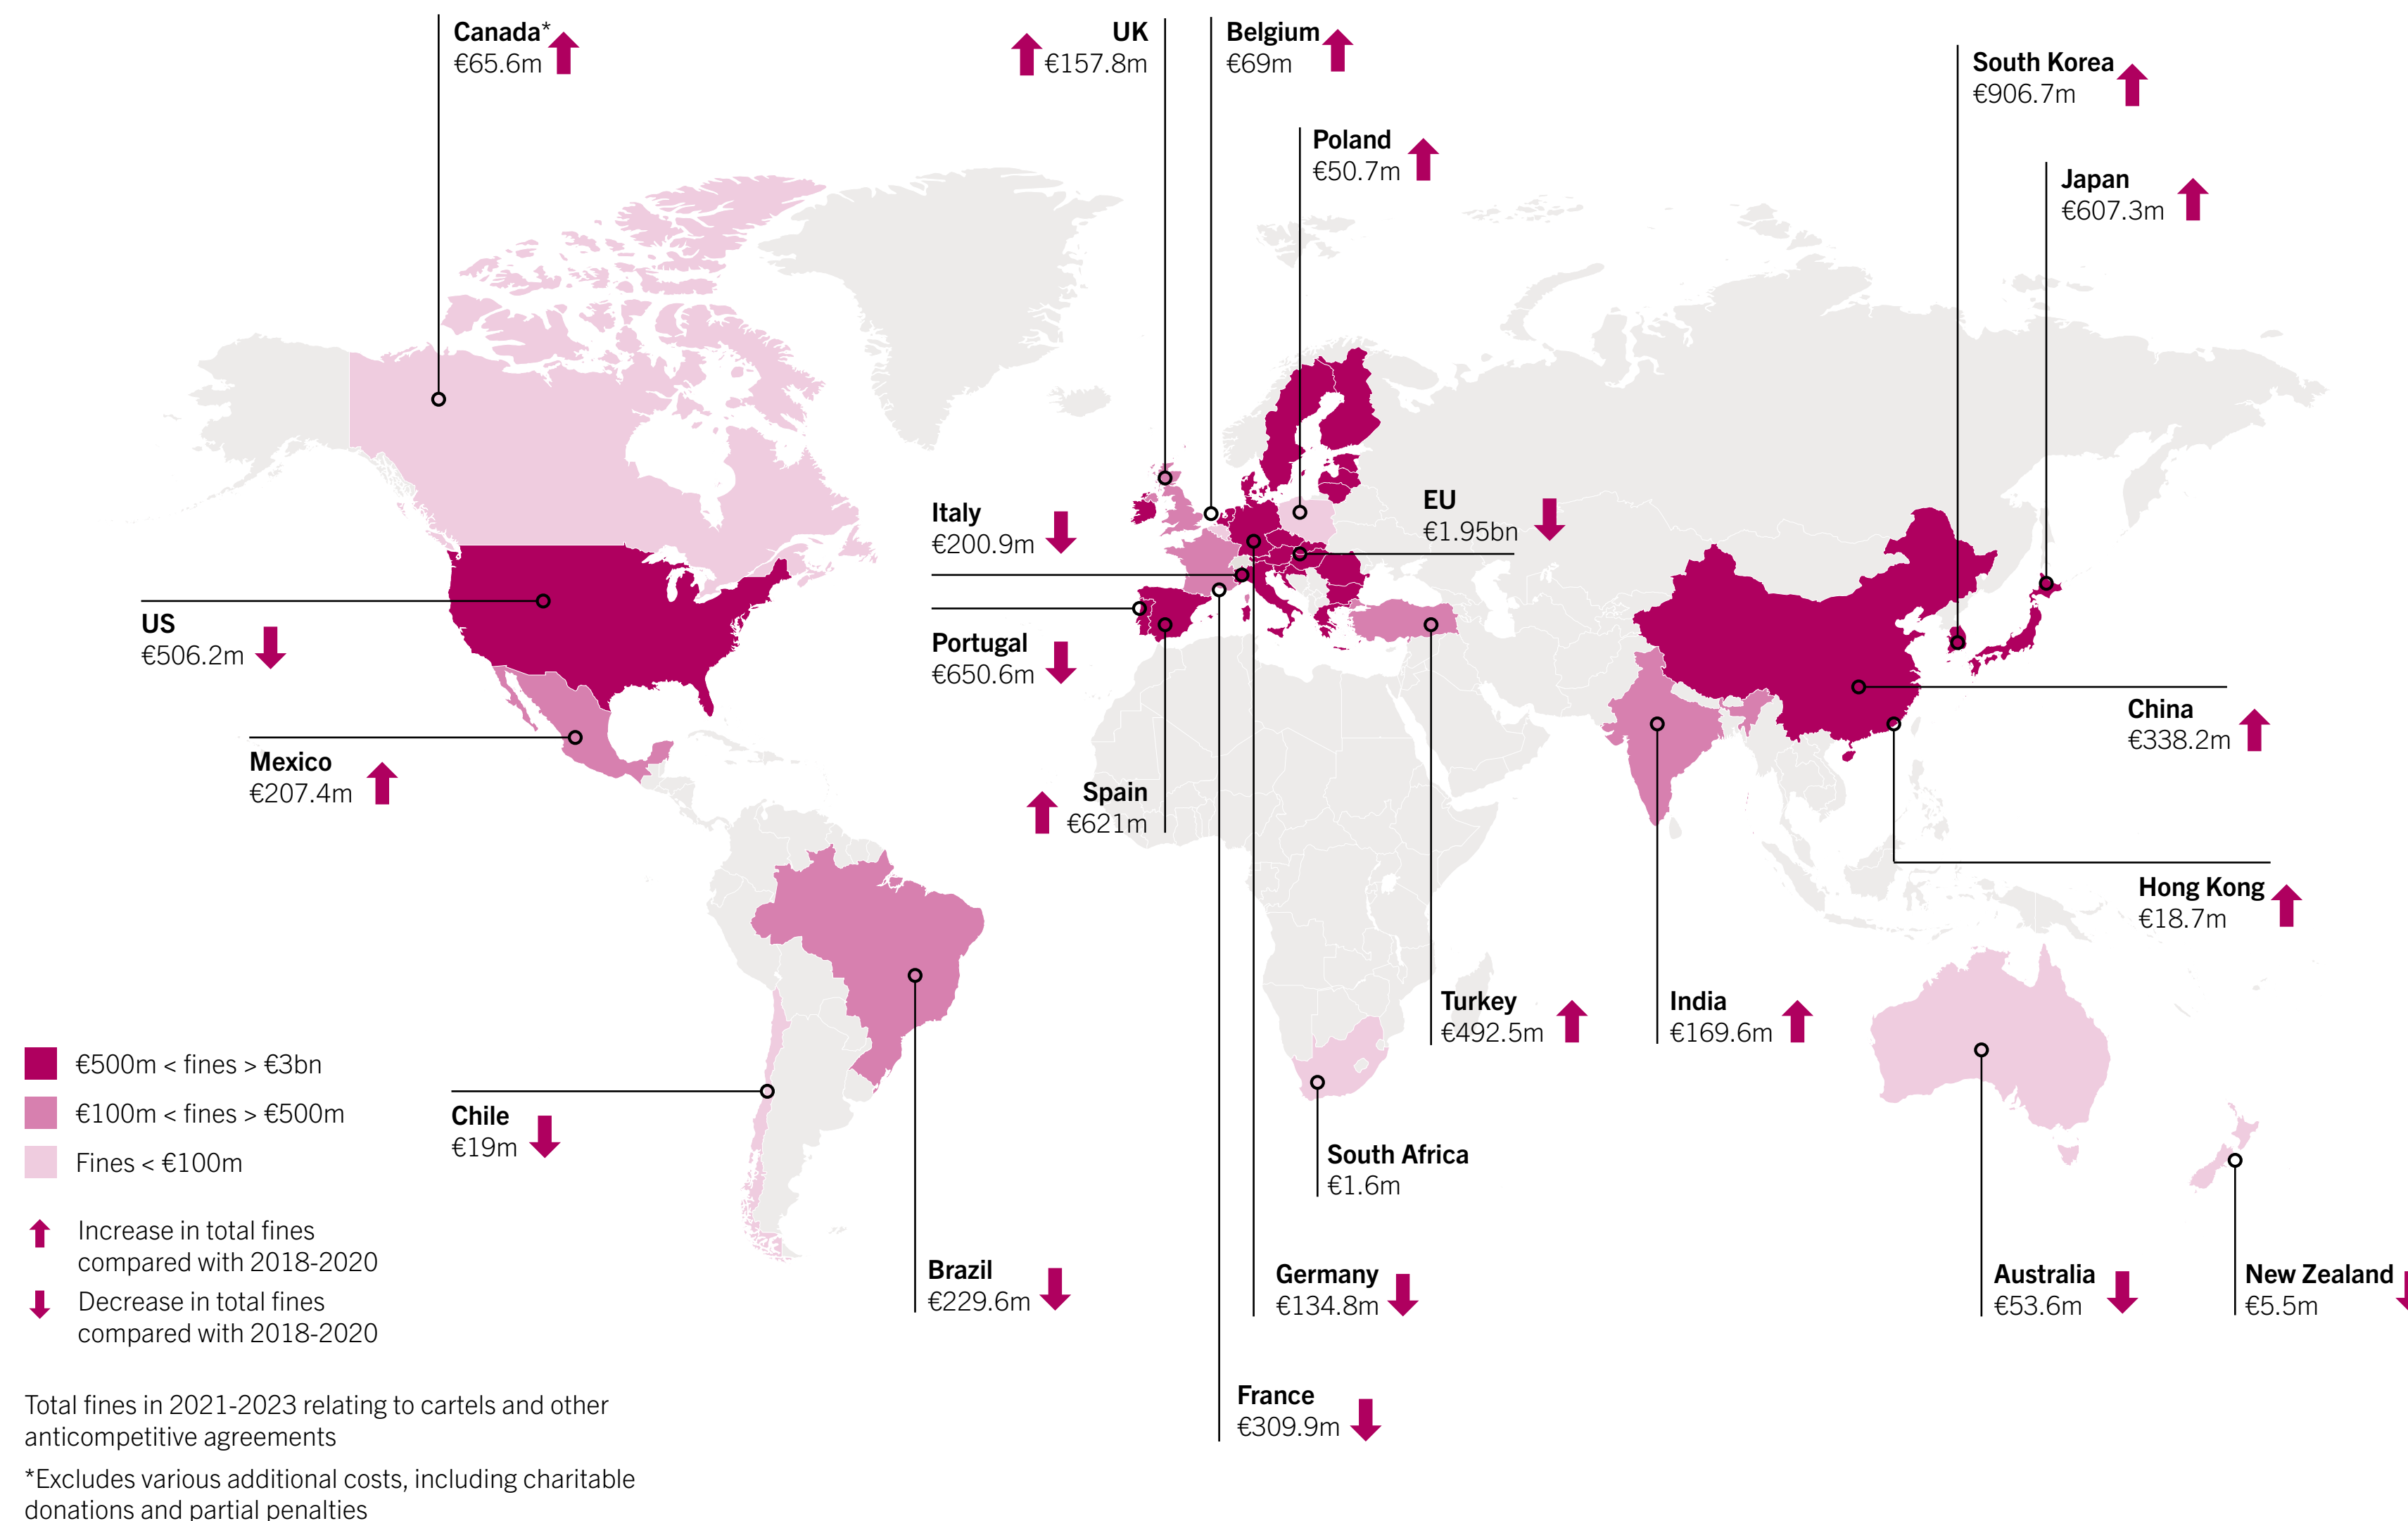 Canada*
€65.6m
UK
€157.8m
Belgium
€69m
South Korea
€906.7m
Poland
€50.7m
Japan
€607.3m
Italy
€200.9m
EU
€1.95bn
US
€506.2m
Portugal
€650.6m
China
€338.2m
Mexico
€207.4m
Spain
€621m
Hong Kong
€18.7m
Turkey
€492.5m
India
€169.6m
€500m < fines > €3bn
€100m < fines > €500m
Fines < €100m
Chile
€19m
South Africa
€1.6m
Increase in total fines
compared with 2018-2020
Decrease in total fines
compared with 2018-2020
Brazil
€229.6m
Germany
€134.8m
Australia
€53.6m
New Zealand
€5.5m
France
€309.9m
Total fines in 2021-2023 relating to cartels and other
anticompetitive agreements
*Excludes various additional costs, including charitable
donations and partial penalties